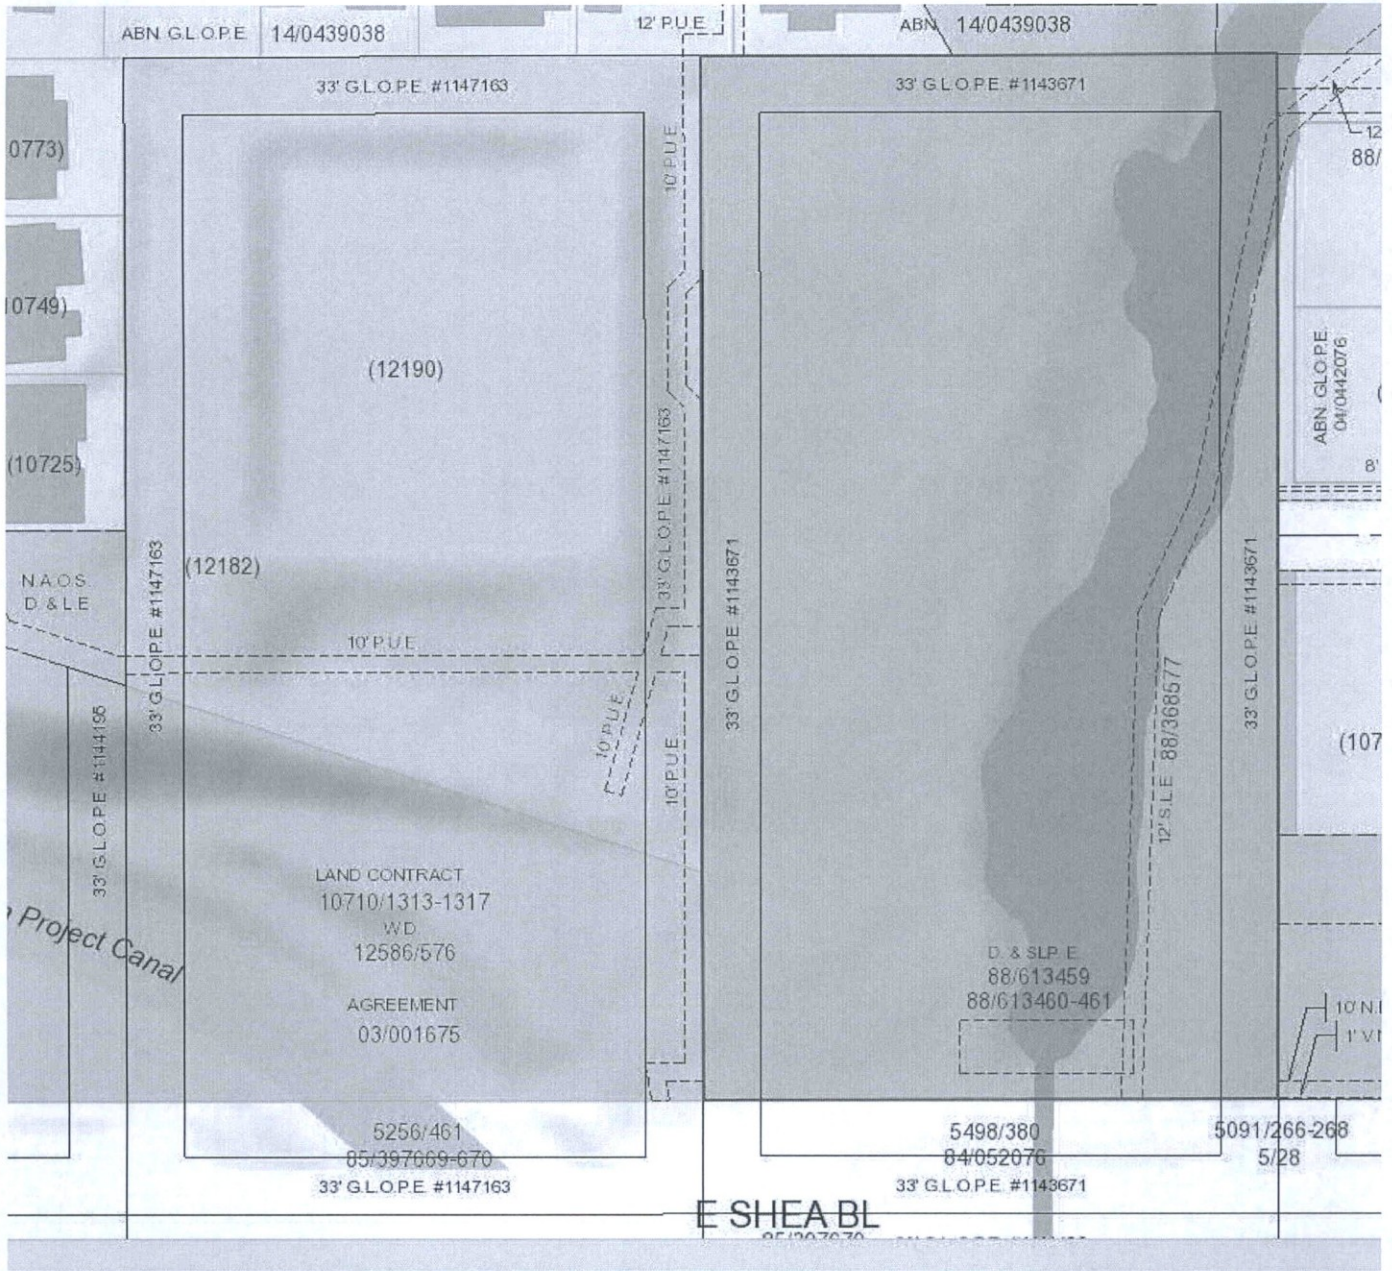 ABN G.L.O.P.E 14/0439038
12' P.U.E
ABN 14/0439038
33' G.L.O.P.E. #1147163
33' G.L.O.P.E. #1143671
10' P.U.E
0773)
12
88/
(12190)
10749)
ABN GLO.P.E.
04/0442076
(10725)
33' G.L.O.P.E. #1147163
8'
(12182)
N.A.O.S.
D. & L.E
33' G.L.O.P.E. #1147163
33' G.L.O.P.E. #1143671
33' G.L.O.P.E. #1143671
10' P.U.E
10' P.U.E.
10' P.U.E
12' S.L.E. 88/368577
(107
33' G.L.O.P.E. #1144195
LAND CONTRACT
10710/1313-1317
W.D.
12586/576
Project Canal
AGREEMENT
03/001675
D. & SLP. E.
88/613459
88/613460-461
10' N.
1' V
5256/461
85/397669-670
33' G.L.O.P.E. #1147163
5498/380
84/052076
33' G.L.O.P.E. #1143671
5091/266-268
5/28
E SHEA BL